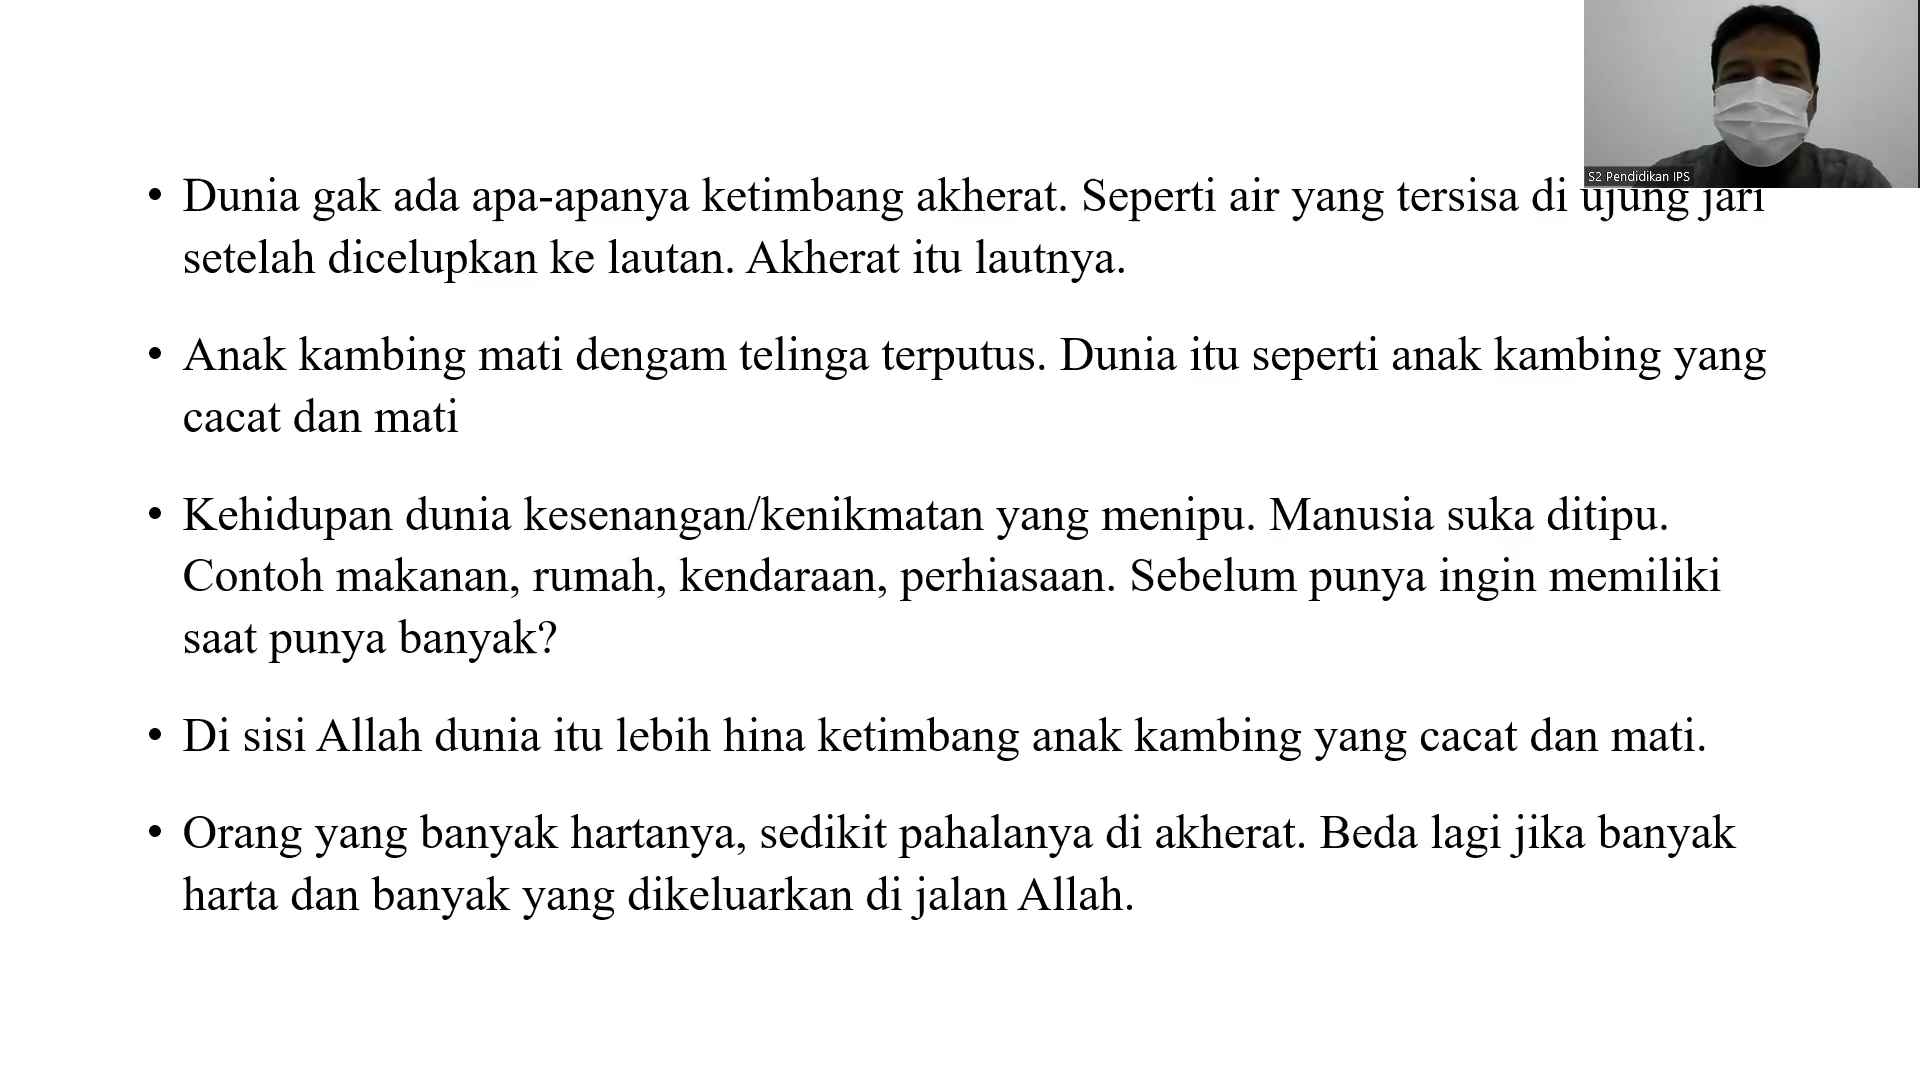 S2 Pendidikan IPS
• Dunia gak ada apa-apanya ketimbang akherat. Seperti air yang tersisa di ujung jari
setelah dicelupkan ke lautan. Akherat itu lautnya.
• Anak kambing mati dengam telinga terputus. Dunia itu seperti anak kambing yang
cacat dan mati
• Kehidupan dunia kesenangan/kenikmatan yang menipu. Manusia suka ditipu.
Contoh makanan, rumah, kendaraan, perhiasaan. Sebelum punya ingin memiliki
saat punya banyak?
• Di sisi Allah dunia itu lebih hina ketimbang anak kambing yang cacat dan mati.
• Orang yang banyak hartanya, sedikit pahalanya di akherat. Beda lagi jika banyak
harta dan banyak yang dikeluarkan di jalan Allah.